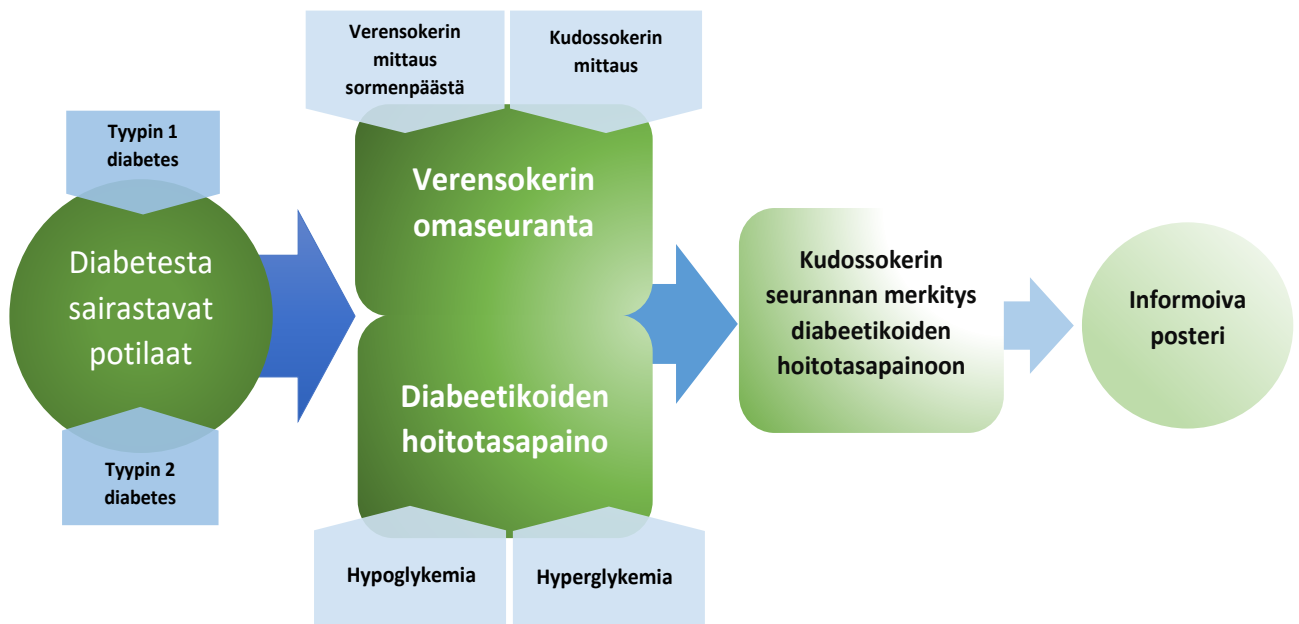 Verensokerin
mittaus
sormenpäästä
Kudossokerin
mittaus
Tyypin 1
diabetes
Diabetesta
sairastavat
potilaat
Tyypin 2
diabetes
Verensokerin
omaseuranta
Diabeetikoiden
hoitotasapaino
Hypoglykemia
Hyperglykemia
Kudossokerin
seurannan merkitys
diabeetikoiden
hoitotasapainoon
Informoiva
posteri